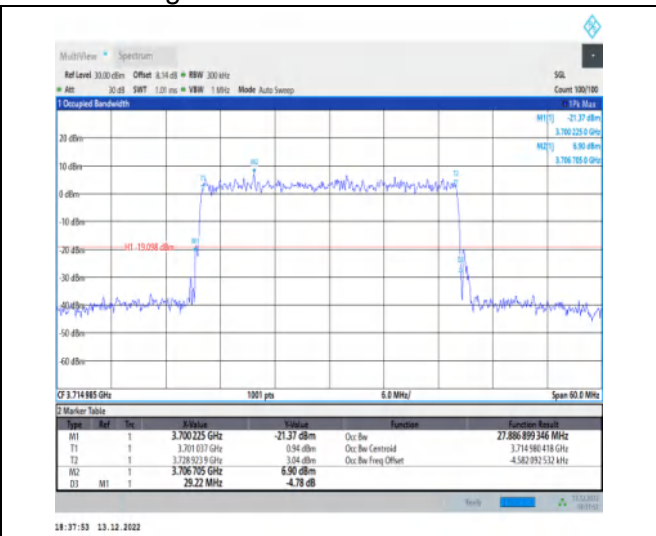 MultiView Spectrum
Ref Level 30.00 dBm Offset 8.14 dB RBW 300 kHz SGL
Att 30 dB SWT 1.01 ms VBW 1 MHz Mode Auto Sweep Count 100/100
1 Occupied Bandwidth 1Pk Max
M1[1] -21.37 dBm
3.700 225 0 GHz
M2[1] 6.90 dBm
3.706 705 0 GHz
20 dBm
10 dBm
M2
T1
T2
0 dBm
-10 dBm
M1
H1 -19.098 dBm
-20 dBm
-30 dBm
-40 dBm
-50 dBm
-60 dBm
CF 3.714 985 GHz 1001 pts 6.0 MHz/ Span 60.0 MHz
2 Marker Table
Type Ref Trc X-Value Y-Value Function Function Result
M1 1 3.700 225 GHz -21.37 dBm Occ Bw 27.886 899 346 MHz
T1 1 3.701 037 GHz 0.94 dBm Occ Bw Centroid 3.714 980 418 GHz
T2 1 3.728 923 9 GHz 3.04 dBm Occ Bw Freq Offset -4.582 092 532 kHz
M2 1 3.706 705 GHz 6.90 dBm
D3 M1 1 29.22 MHz -4.78 dB
Ready
18:37:53 13.12.2022